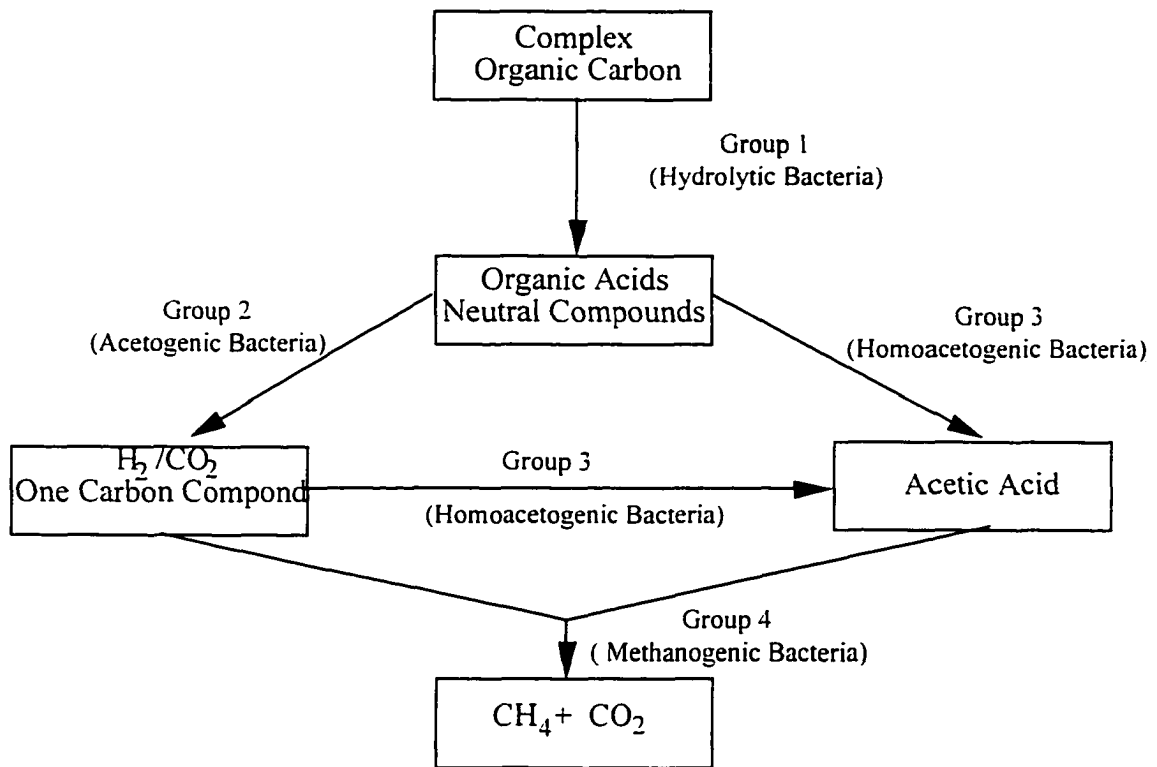 Complex
Organic Carbon
Group 1
(Hydrolytic Bacteria)
Organic Acids
Neutral Compounds
Group 2
(Acetogenic Bacteria)
Group 3
(Homoacetogenic Bacteria)
H₂/CO₂
One Carbon Compond
Group 3
(Homoacetogenic Bacteria)
Acetic Acid
Group 4
( Methanogenic Bacteria)
CH₄ + CO₂